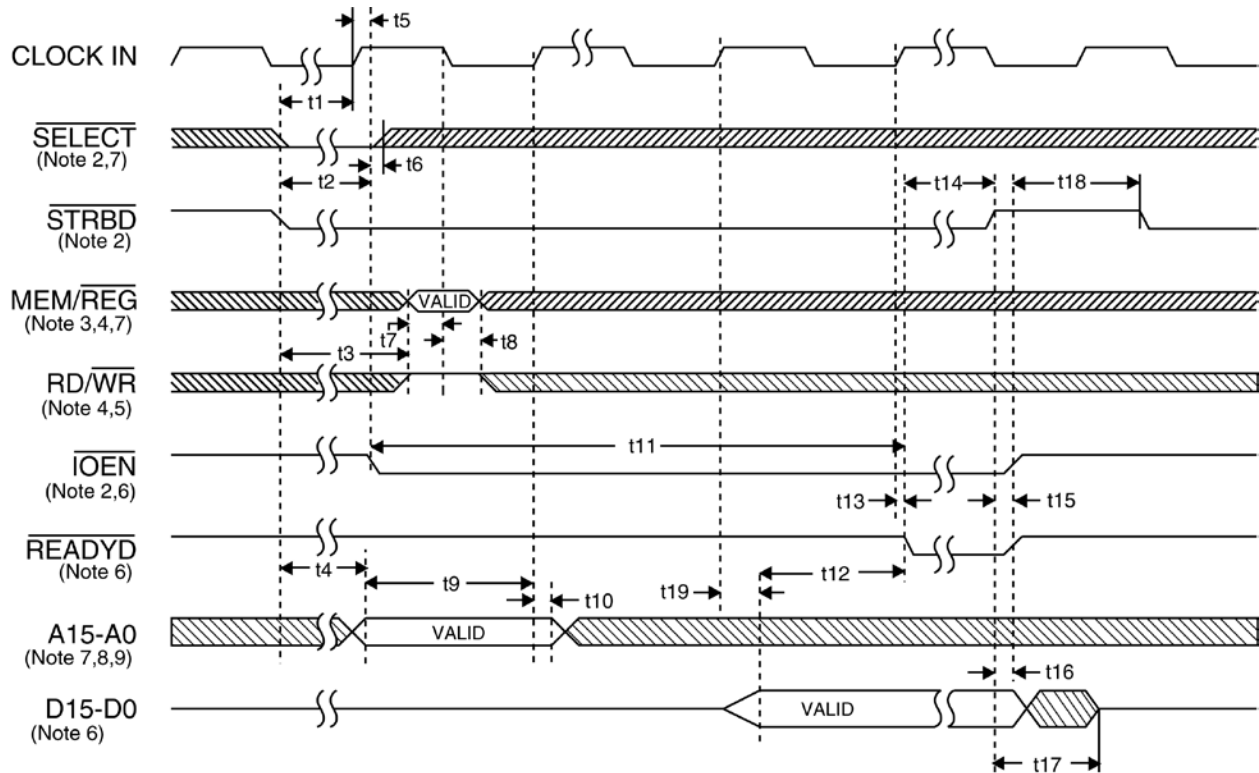 t5
CLOCK IN
t1
SELECT
(Note 2,7)
t6
t2
t14
t18
STRBD
(Note 2)
MEM/REG
VALID
(Note 3,4,7)
t7
t8
t3
RD/WR
(Note 4,5)
t11
IOEN
(Note 2,6)
t13
t15
READYD
(Note 6)
t4
t9
t10
t19
t12
A15-A0
VALID
(Note 7,8,9)
t16
D15-D0
VALID
(Note 6)
t17